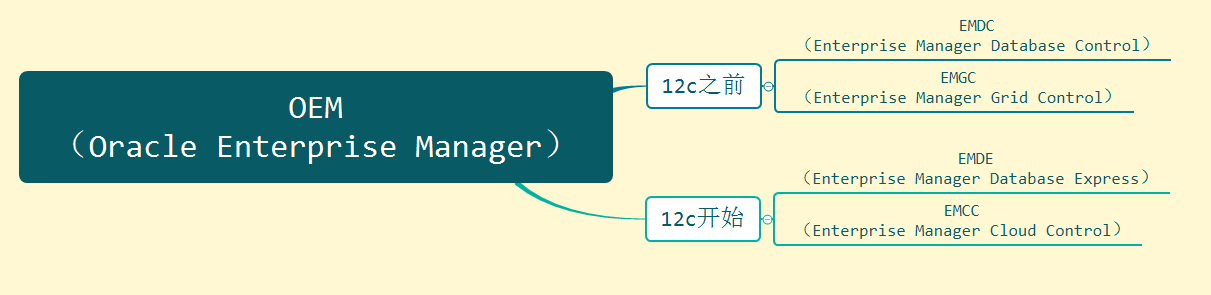 OEM
（Oracle Enterprise Manager）
12c之前
EMDC
（Enterprise Manager Database Control）
EMGC
（Enterprise Manager Grid Control）
12c开始
EMDE
（Enterprise Manager Database Express）
EMCC
（Enterprise Manager Cloud Control）